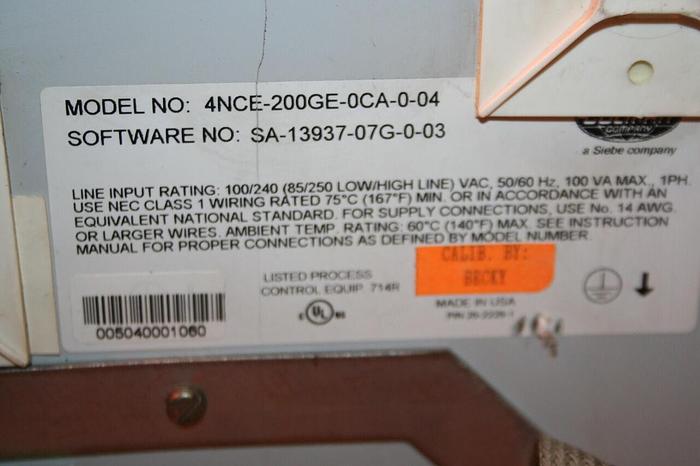 MODEL NO: 4NCE-200GE-0CA-0-04
SOFTWARE NO: SA-13937-07G-0-03
COMPANY
a Siebe company
LINE INPUT RATING: 100/240 (85/250 LOW/HIGH LINE) VAC, 50/60 Hz, 100 VA MAX., 1PH.
USE NEC CLASS 1 WIRING RATED 75°C (167°F) MIN. OR IN ACCORDANCE WITH AN
EQUIVALENT NATIONAL STANDARD. FOR SUPPLY CONNECTIONS, USE No. 14 AWG.
OR LARGER WIRES. AMBIENT TEMP. RATING: 60°C (140°F) MAX. SEE INSTRUCTION
MANUAL FOR PROPER CONNECTIONS AS DEFINED BY MODEL NUMBER.
CALIB. BY:
BECKY
LISTED PROCESS
CONTROL EQUIP. 714R
UL
MADE IN USA
005040001060